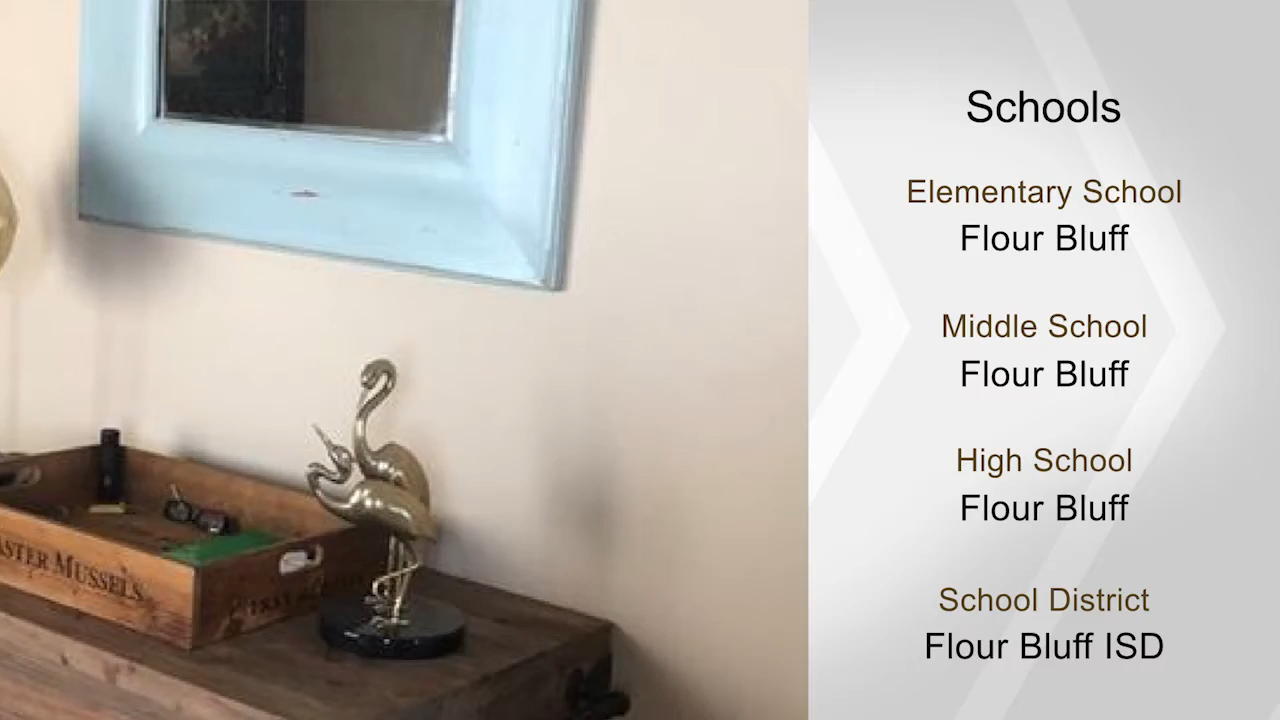 Schools
Elementary School
Flour Bluff
Middle School
Flour Bluff
High School
Flour Bluff
School District
Flour Bluff ISD
MUSSELS